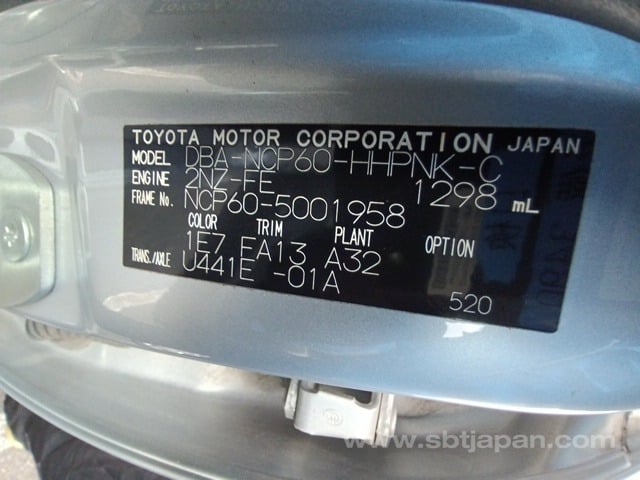 TOYOTA MOTOR CORPORATION JAPAN
MODEL DBA-NCP60-HHPNK-C
ENGINE 2NZ-FE 1298 mL
FRAME No. NCP60-5001958
COLOR TRIM PLANT OPTION
1E7 FA13 A32
TRANS./AXLE U441E -01A
520
www.sbtjapan.com